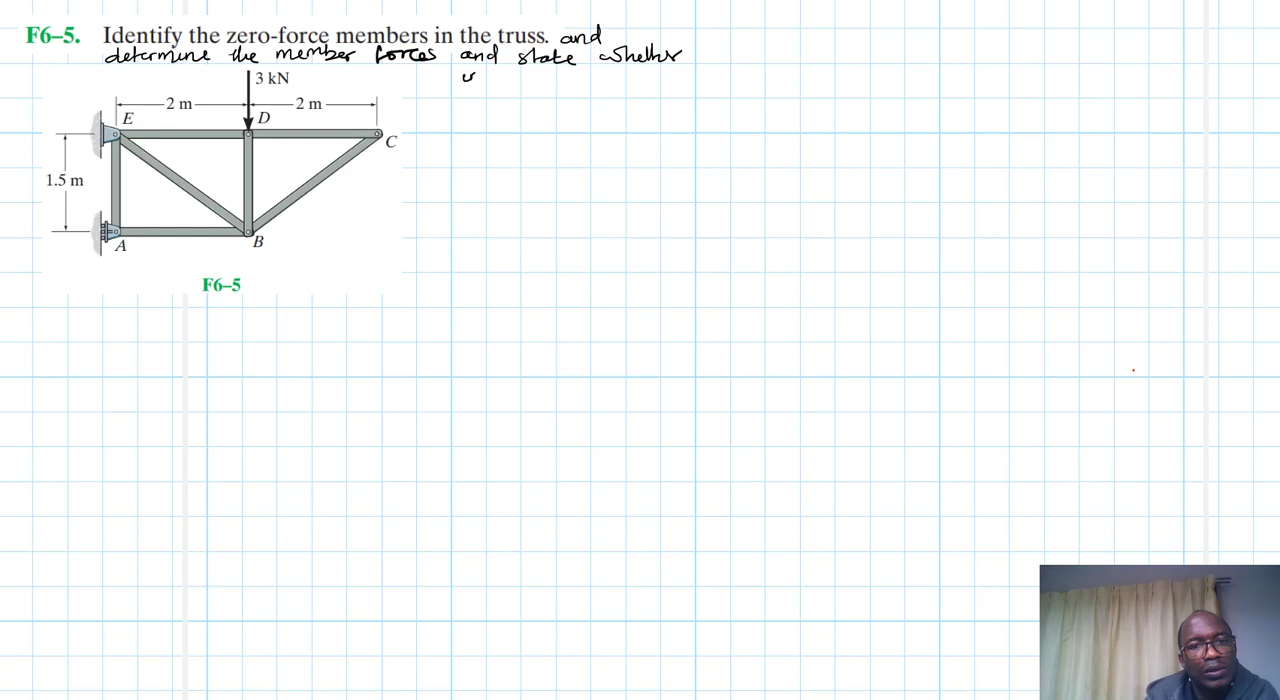 F6–5. Identify the zero-force members in the truss. and
determine the member forces and state whether
3 kN
2 m
2 m
E
D
C
1.5 m
A
B
F6–5